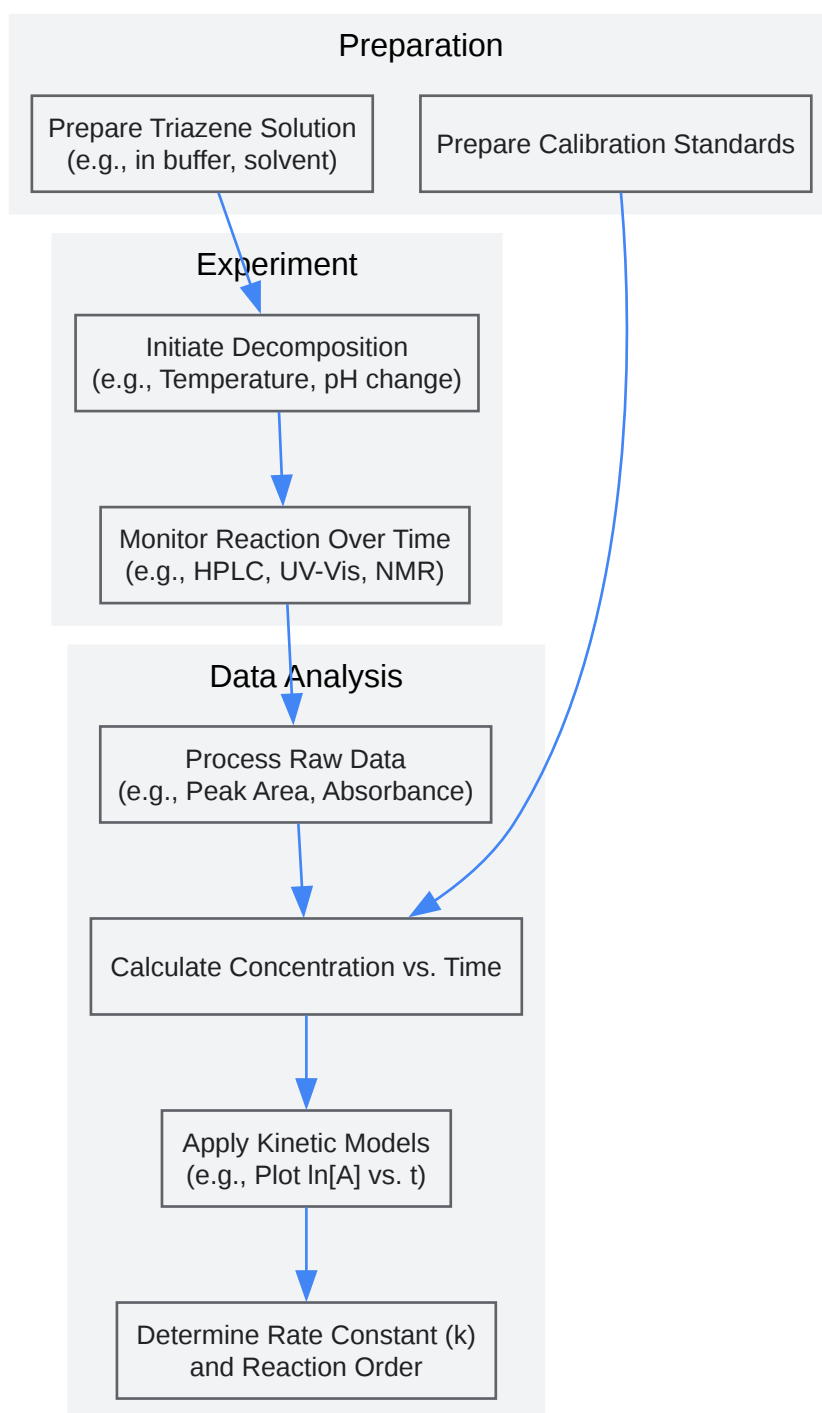 Preparation
Prepare Triazene Solution
(e.g., in buffer, solvent)
Prepare Calibration Standards
Experiment
Initiate Decomposition
(e.g., Temperature, pH change)
Monitor Reaction Over Time
(e.g., HPLC, UV-Vis, NMR)
Data Analysis
Process Raw Data
(e.g., Peak Area, Absorbance)
Calculate Concentration vs. Time
Apply Kinetic Models
(e.g., Plot ln[A] vs. t)
Determine Rate Constant (k)
and Reaction Order